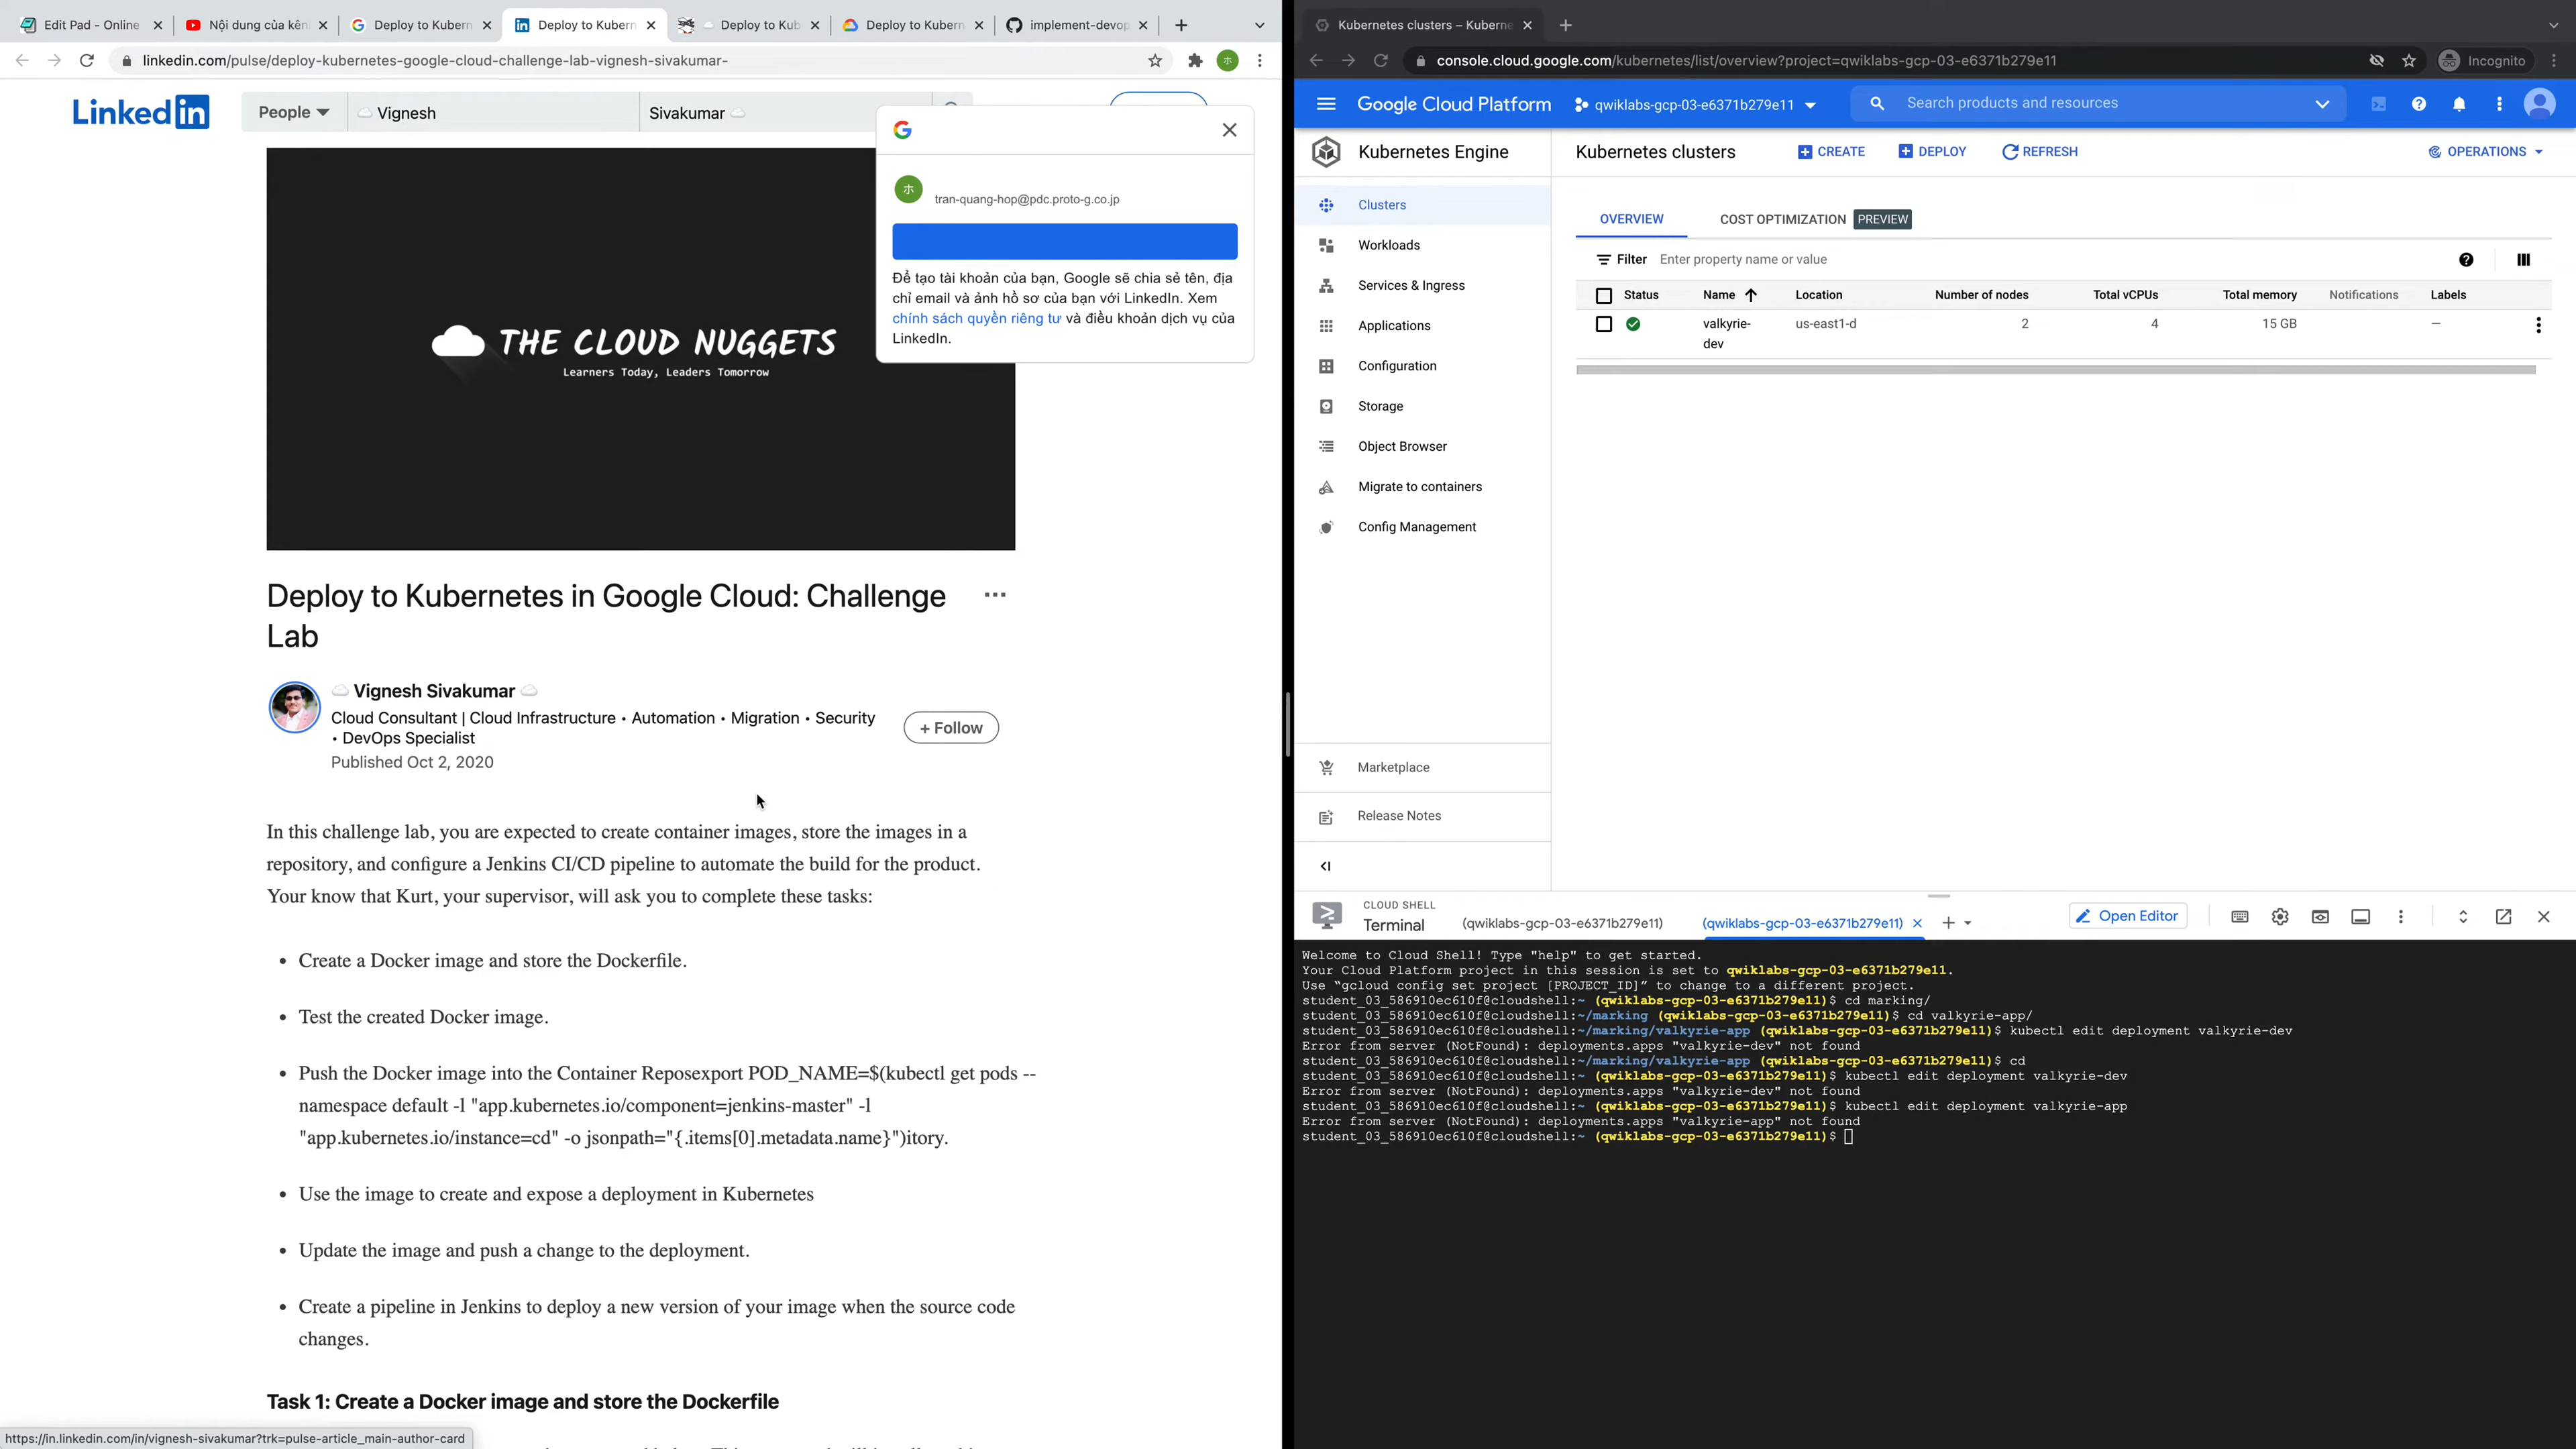 Edit Pad - Online
Nội dung của kên
Deploy to Kubern
Deploy to Kubern
Deploy to Kub
Deploy to Kubern
implement-devop
linkedin.com/pulse/deploy-kubernetes-google-cloud-challenge-lab-vignesh-sivakumar-
Linked in
People
Vignesh
Sivakumar
tran-quang-hop@pdc.proto-g.co.jp
Để tạo tài khoản của bạn, Google sẽ chia sẻ tên, địa
chỉ email và ảnh hồ sơ của bạn với LinkedIn. Xem
chính sách quyền riêng tư và điều khoản dịch vụ của
LinkedIn.
THE CLOUD NUGGETS
Learners Today, Leaders Tomorrow
Deploy to Kubernetes in Google Cloud: Challenge
Lab
Vignesh Sivakumar
Cloud Consultant | Cloud Infrastructure • Automation • Migration • Security
• DevOps Specialist
Published Oct 2, 2020
+ Follow
In this challenge lab, you are expected to create container images, store the images in a
repository, and configure a Jenkins CI/CD pipeline to automate the build for the product.
Your know that Kurt, your supervisor, will ask you to complete these tasks:
• Create a Docker image and store the Dockerfile.
• Test the created Docker image.
• Push the Docker image into the Container Reposexport POD_NAME=$(kubectl get pods --
namespace default -l "app.kubernetes.io/component=jenkins-master" -l
"app.kubernetes.io/instance=cd" -o jsonpath="{.items[0].metadata.name}")itory.
• Use the image to create and expose a deployment in Kubernetes
• Update the image and push a change to the deployment.
• Create a pipeline in Jenkins to deploy a new version of your image when the source code
changes.
Task 1: Create a Docker image and store the Dockerfile
https://in.linkedin.com/in/vignesh-sivakumar?trk=pulse-article_main-author-card
Kubernetes clusters – Kuberne
console.cloud.google.com/kubernetes/list/overview?project=qwiklabs-gcp-03-e6371b279e11
Incognito
Google Cloud Platform
qwiklabs-gcp-03-e6371b279e11
Search products and resources
Kubernetes Engine
Kubernetes clusters
CREATE
DEPLOY
REFRESH
OPERATIONS
Clusters
Workloads
Services & Ingress
Applications
Configuration
Storage
Object Browser
Migrate to containers
Config Management
Marketplace
Release Notes
OVERVIEW
COST OPTIMIZATION PREVIEW
Filter Enter property name or value
Status Name Location Number of nodes Total vCPUs Total memory Notifications Labels
valkyrie-
dev
us-east1-d 2 4 15 GB –
CLOUD SHELL
Terminal
(qwiklabs-gcp-03-e6371b279e11)
(qwiklabs-gcp-03-e6371b279e11)
Open Editor
Welcome to Cloud Shell! Type "help" to get started.
Your Cloud Platform project in this session is set to qwiklabs-gcp-03-e6371b279e11.
Use “gcloud config set project [PROJECT_ID]” to change to a different project.
student_03_586910ec610f@cloudshell:~ (qwiklabs-gcp-03-e6371b279e11)$ cd marking/
student_03_586910ec610f@cloudshell:~/marking (qwiklabs-gcp-03-e6371b279e11)$ cd valkyrie-app/
student_03_586910ec610f@cloudshell:~/marking/valkyrie-app (qwiklabs-gcp-03-e6371b279e11)$ kubectl edit deployment valkyrie-dev
Error from server (NotFound): deployments.apps "valkyrie-dev" not found
student_03_586910ec610f@cloudshell:~/marking/valkyrie-app (qwiklabs-gcp-03-e6371b279e11)$ cd
student_03_586910ec610f@cloudshell:~ (qwiklabs-gcp-03-e6371b279e11)$ kubectl edit deployment valkyrie-dev
Error from server (NotFound): deployments.apps "valkyrie-dev" not found
student_03_586910ec610f@cloudshell:~ (qwiklabs-gcp-03-e6371b279e11)$ kubectl edit deployment valkyrie-app
Error from server (NotFound): deployments.apps "valkyrie-app" not found
student_03_586910ec610f@cloudshell:~ (qwiklabs-gcp-03-e6371b279e11)$